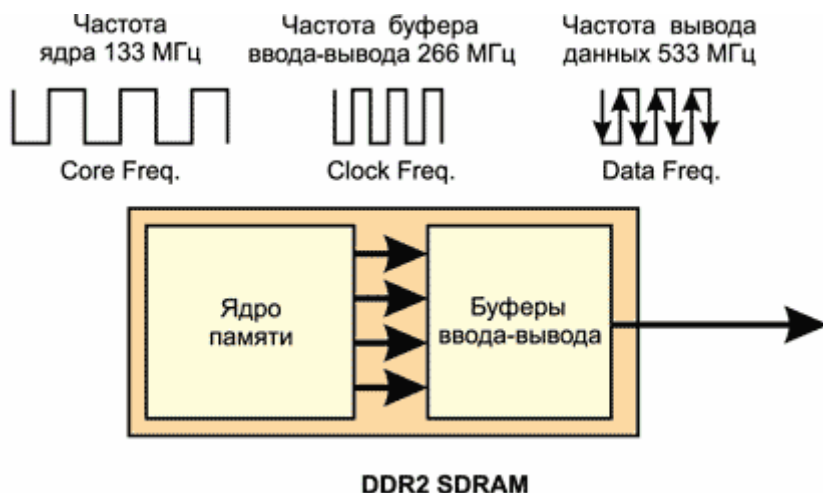 Частота
ядра 133 МГц
Частота буфера
ввода-вывода 266 МГц
Частота вывода
данных 533 МГц
Core Freq.
Clock Freq.
Data Freq.
Ядро
памяти
Буферы
ввода-вывода
DDR2 SDRAM